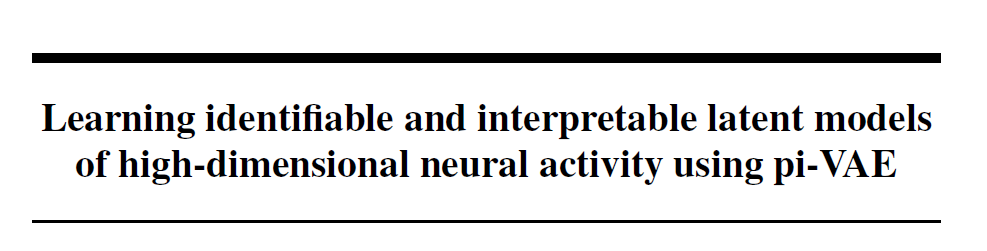 Learning identifiable and interpretable latent models
of high-dimensional neural activity using pi-VAE